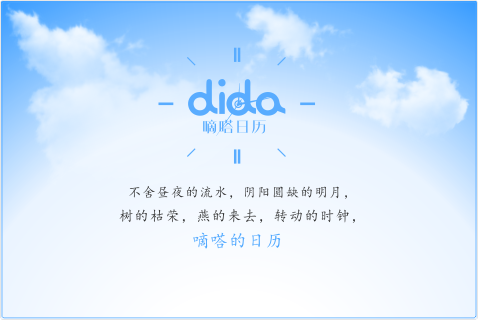 dida
嘀嗒日历
不舍昼夜的流水，阴阳圆缺的明月，
树的枯荣，燕的来去，转动的时钟，
嘀嗒的日历